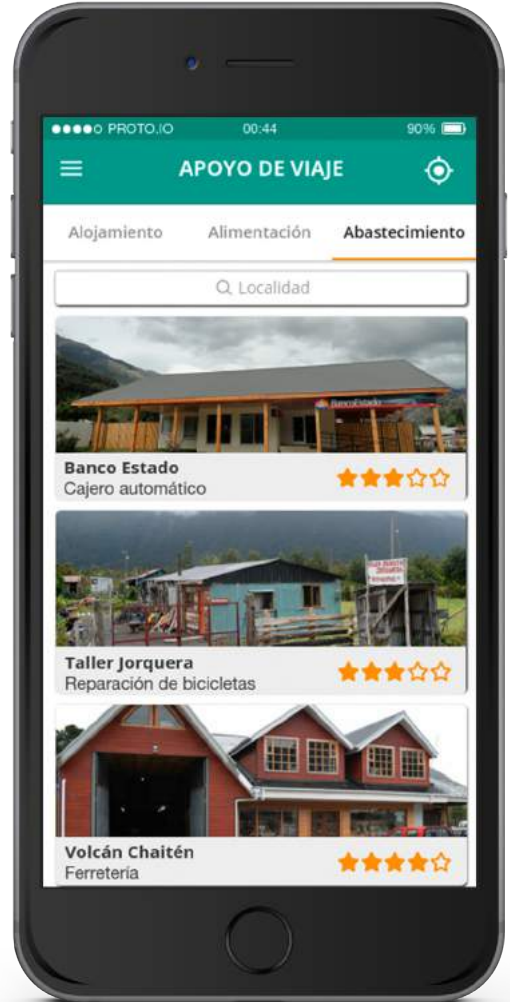 PROTO.IO 00:44 90%
APOYO DE VIAJE
Alojamiento Alimentación Abastecimiento
Localidad
BancoEstado
Banco Estado
Cajero automático
Taller Jorquera
Reparación de bicicletas
Volcán Chaitén
Ferretería